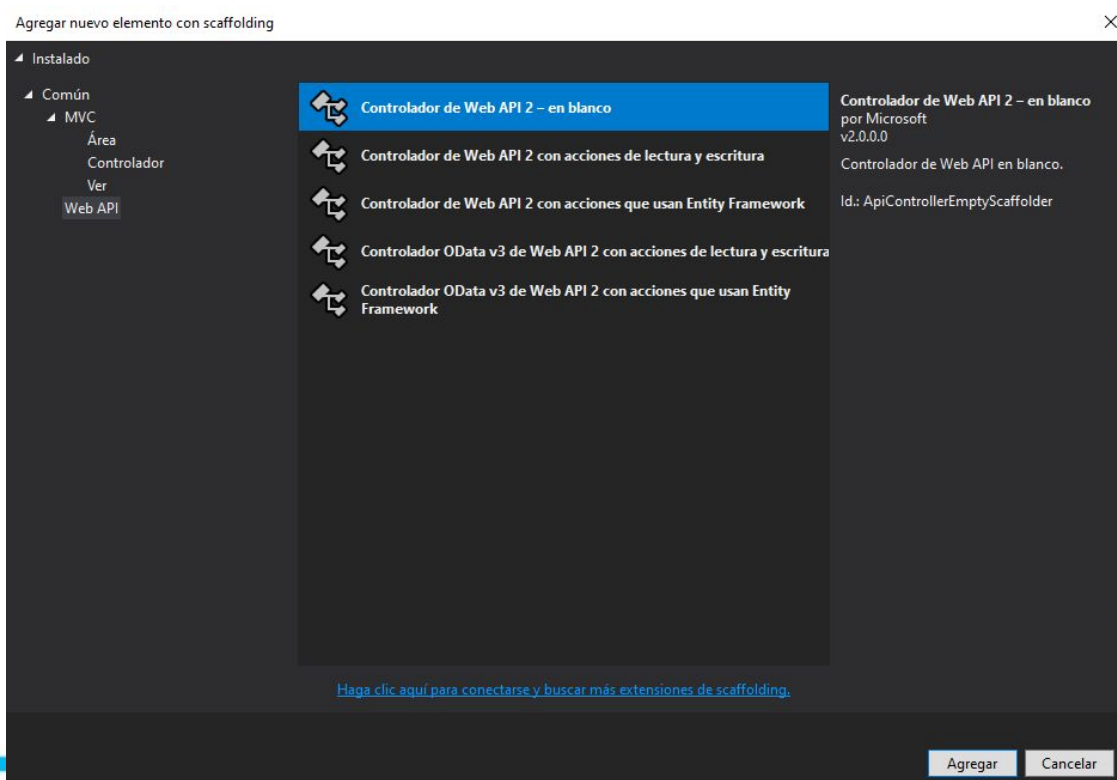 Agregar nuevo elemento con scaffolding
Instalado
Común
MVC
Área
Controlador
Ver
Web API
Controlador de Web API 2 – en blanco
Controlador de Web API 2 con acciones de lectura y escritura
Controlador de Web API 2 con acciones que usan Entity Framework
Controlador OData v3 de Web API 2 con acciones de lectura y escritura
Controlador OData v3 de Web API 2 con acciones que usan Entity
Framework
Haga clic aquí para conectarse y buscar más extensiones de scaffolding.
Controlador de Web API 2 – en blanco
por Microsoft
v2.0.0.0
Controlador de Web API en blanco.
Id.: ApiControllerEmptyScaffolder
Agregar
Cancelar